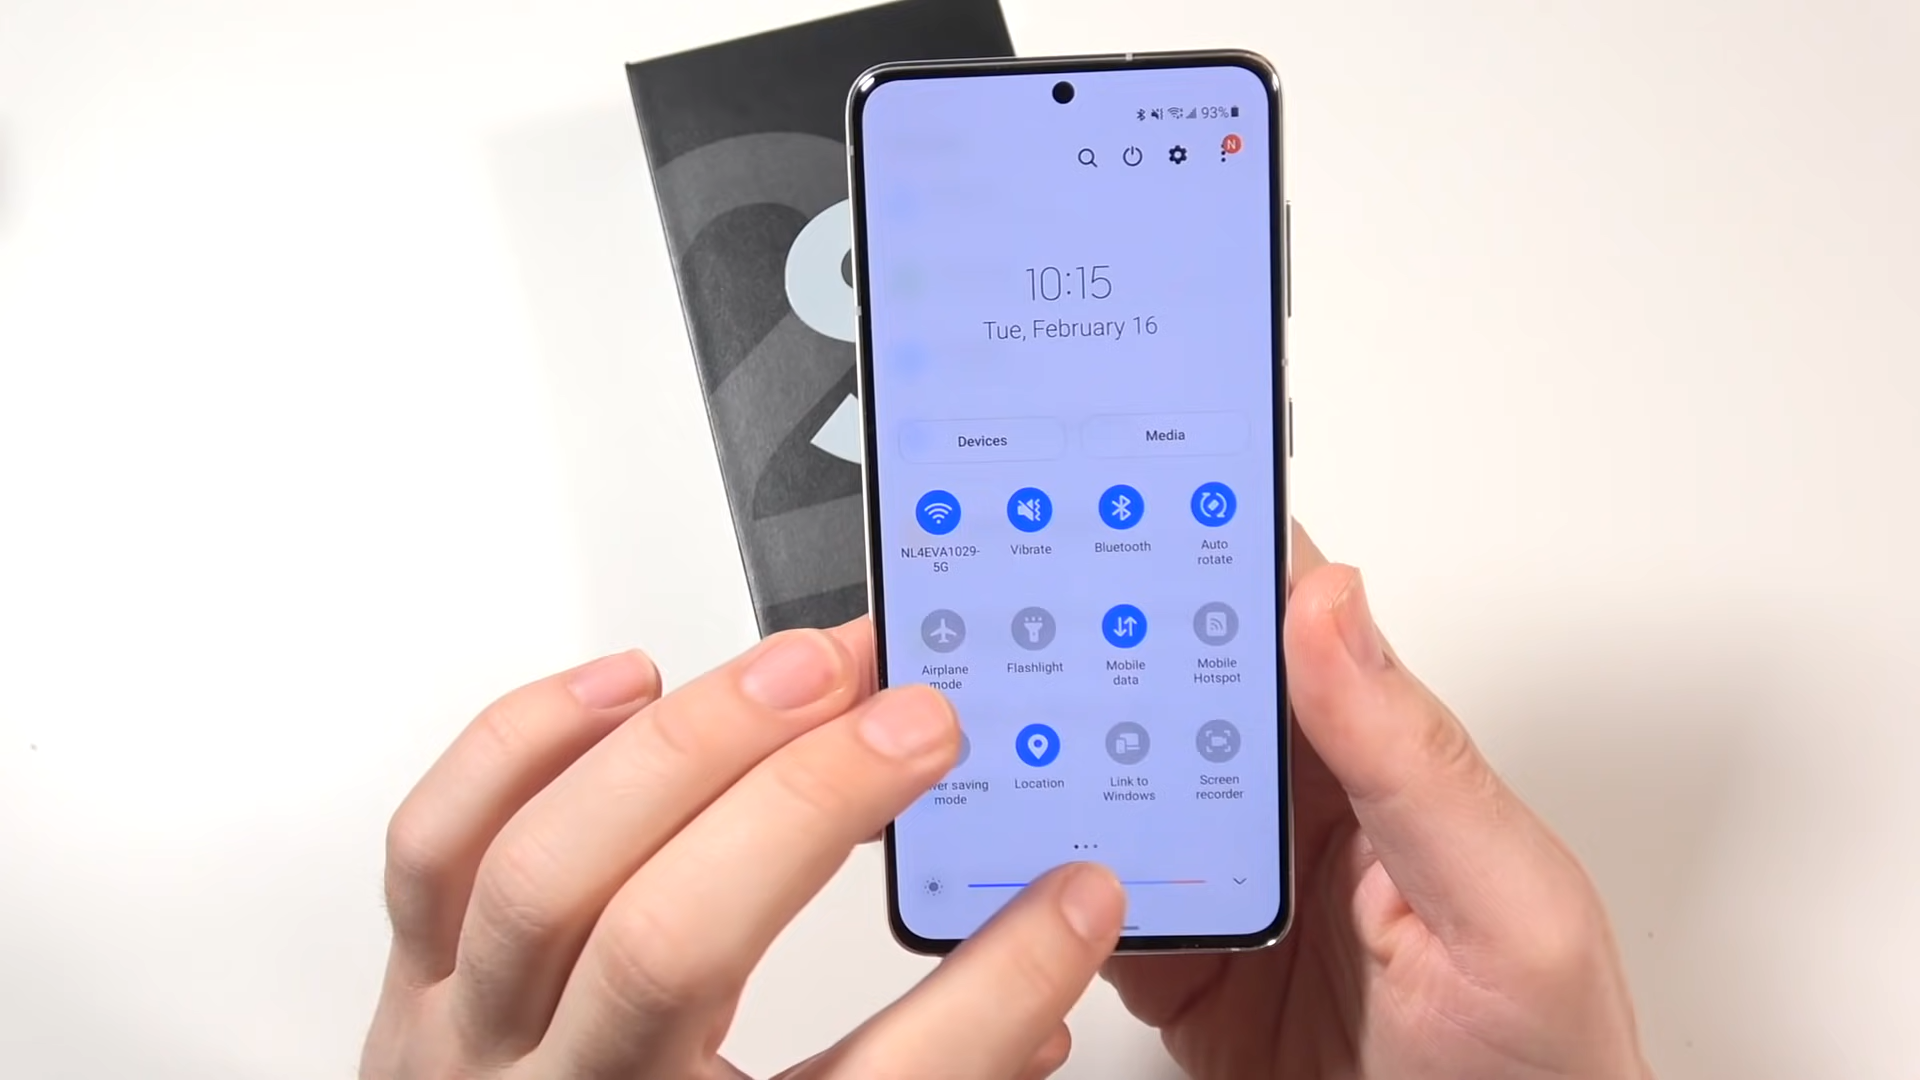 93%
N
10:15
Tue, February 16
Devices
Media
NL4EVA1029-
5G
Vibrate
Bluetooth
Auto
rotate
Airplane
mode
Flashlight
Mobile
data
Mobile
Hotspot
saving
mode
Location
Link to
Windows
Screen
recorder